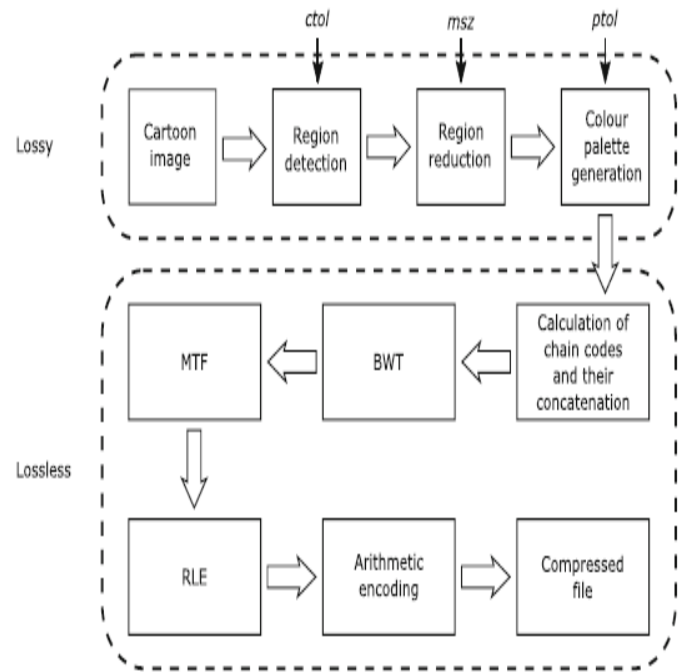 ctol
msz
ptol
Lossy
Cartoon
image
Region
detection
Region
reduction
Colour
palette
generation
Calculation of
chain codes
and their
concatenation
BWT
MTF
Lossless
RLE
Arithmetic
encoding
Compressed
file